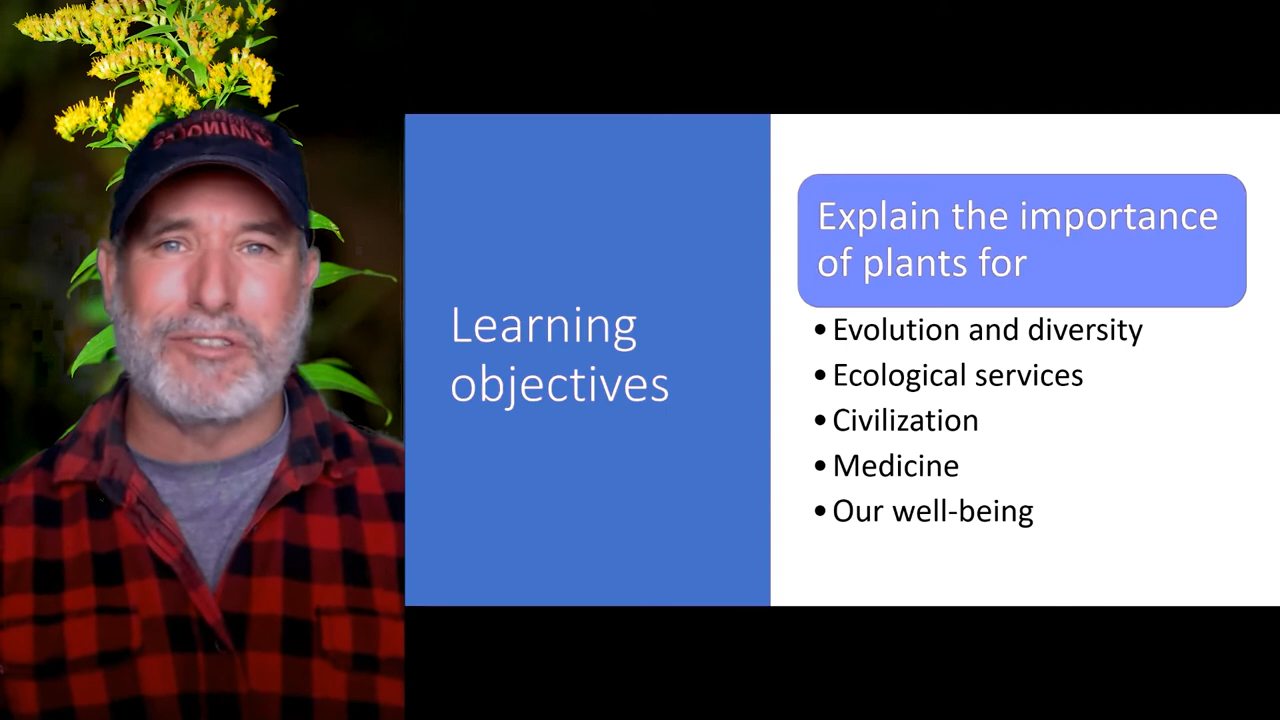 Learning
objectives
Explain the importance
of plants for
• Evolution and diversity
• Ecological services
• Civilization
• Medicine
• Our well-being